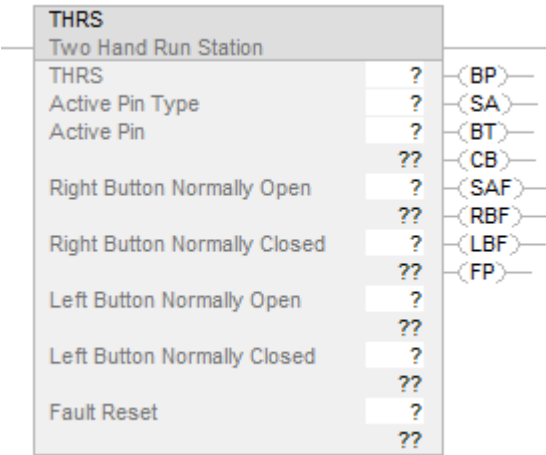 THRS
Two Hand Run Station
THRS ? BP
Active Pin Type ? SA
Active Pin ? BT
?? CB
Right Button Normally Open ? SAF
?? RBF
Right Button Normally Closed ? LBF
?? FP
Left Button Normally Open ?
??
Left Button Normally Closed ?
??
Fault Reset ?
??